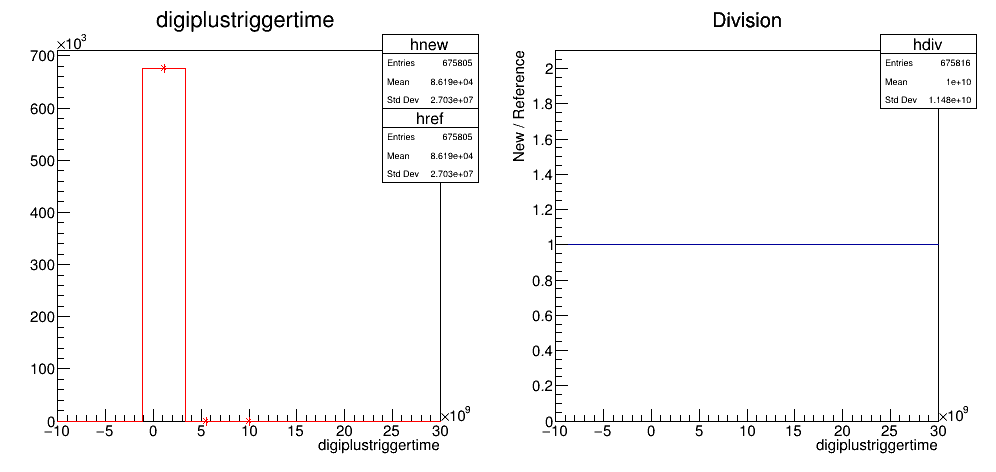 digiplustriggertime
×10³
700
600
500
400
300
200
100
0
−10 −5 0 5 10 15 20 25 30
×10⁹
digiplustriggertime
hnew
Entries 675805
Mean 8.619e+04
Std Dev 2.703e+07
href
Entries 675805
Mean 8.619e+04
Std Dev 2.703e+07
Division
New / Reference
2
1.8
1.6
1.4
1.2
1
0.8
0.6
0.4
0.2
0
−10 −5 0 5 10 15 20 25 30
×10⁹
digiplustriggertime
hdiv
Entries 675816
Mean 1e+10
Std Dev 1.148e+10